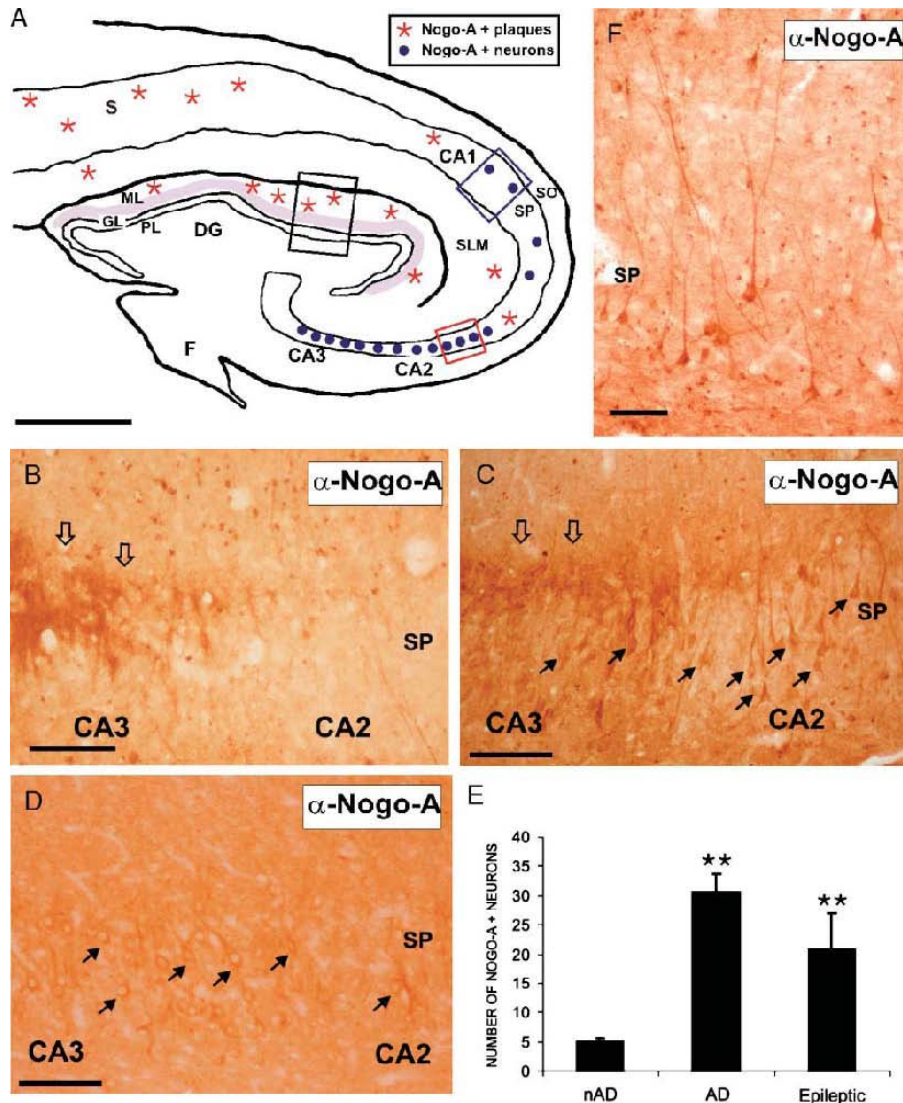 A
* Nogo-A + plaques
● Nogo-A + neurons
S
CA1
SO
SP
ML
GL
PL
DG
SLM
CA3
CA2
F
F
α-Nogo-A
SP
B
α-Nogo-A
SP
CA3
CA2
C
α-Nogo-A
SP
CA3
CA2
D
α-Nogo-A
SP
CA3
CA2
E
NUMBER OF NOGO-A + NEURONS
40
35
30
25
20
15
10
5
0
**
**
nAD
AD
Epileptic